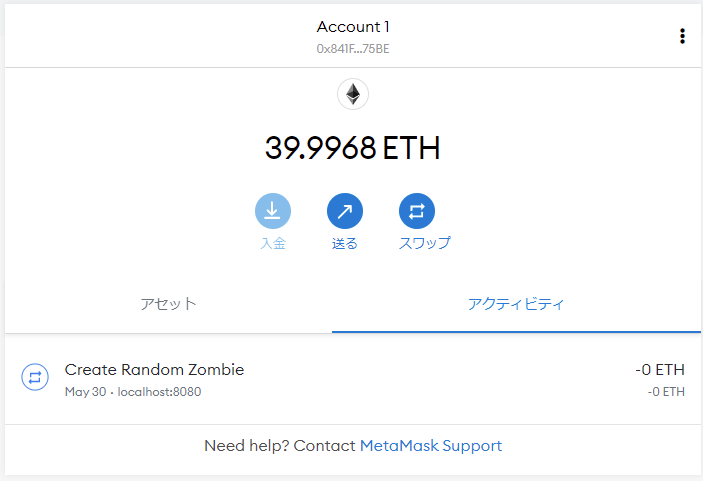 Account 1
0x841F...75BE
39.9968 ETH
入金 送る スワップ
アセット アクティビティ
Create Random Zombie -0 ETH
May 30 · localhost:8080 -0 ETH
Need help? Contact MetaMask Support